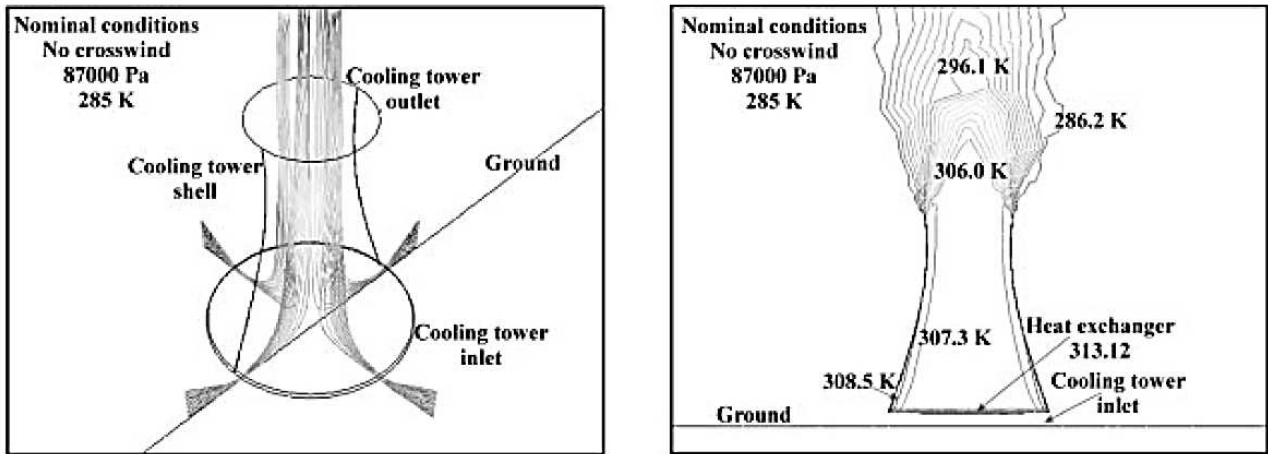 Nominal conditions
No crosswind
87000 Pa
285 K
Cooling tower
outlet
Cooling tower
shell
Ground
Cooling tower
inlet
Nominal conditions
No crosswind
87000 Pa
285 K
296.1 K
286.2 K
306.0 K
307.3 K
Heat exchanger
313.12
308.5 K
Cooling tower
inlet
Ground